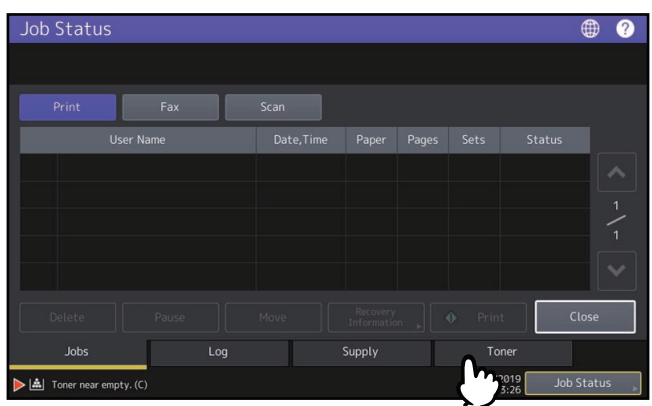 Job Status
?
Print Fax Scan
User Name Date,Time Paper Pages Sets Status
1
1
Delete Pause Move Recovery Information Print Close
Jobs Log Supply Toner
Toner near empty. (C)
2019
3:26
Job Status